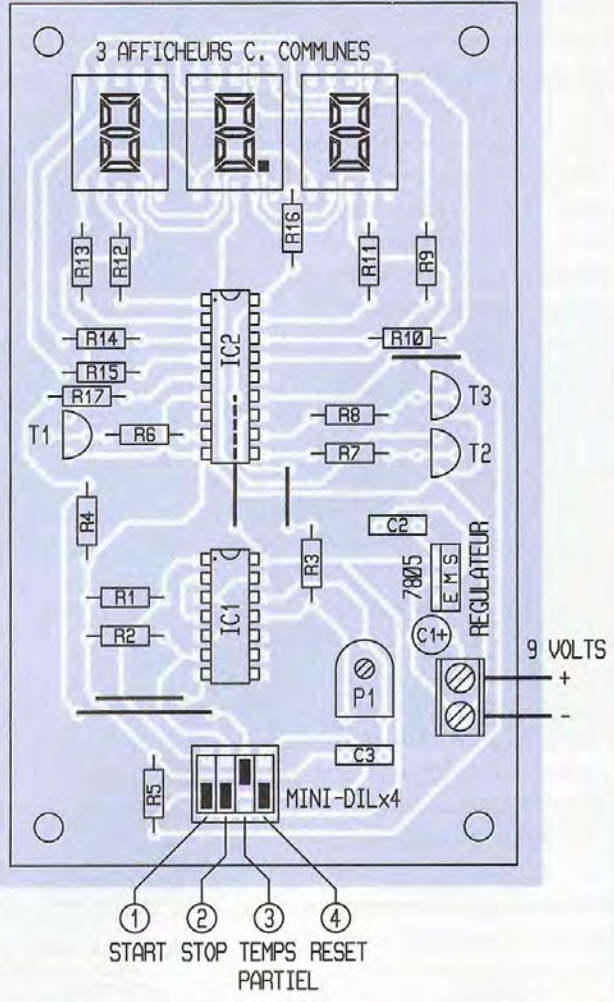 3 AFFICHEURS C. COMMUNES
R16
R13
R12
R11
R9
R14
IC2
R10
R15
R17
T3
T1
R6
R8
R7
T2
R4
C2
R3
7805
E M S
REGULATEUR
R1
IC1
R2
C1+
9 VOLTS
+
-
P1
C3
R5
MINI-DILx4
1 2 3 4
START STOP TEMPS RESET
PARTIEL